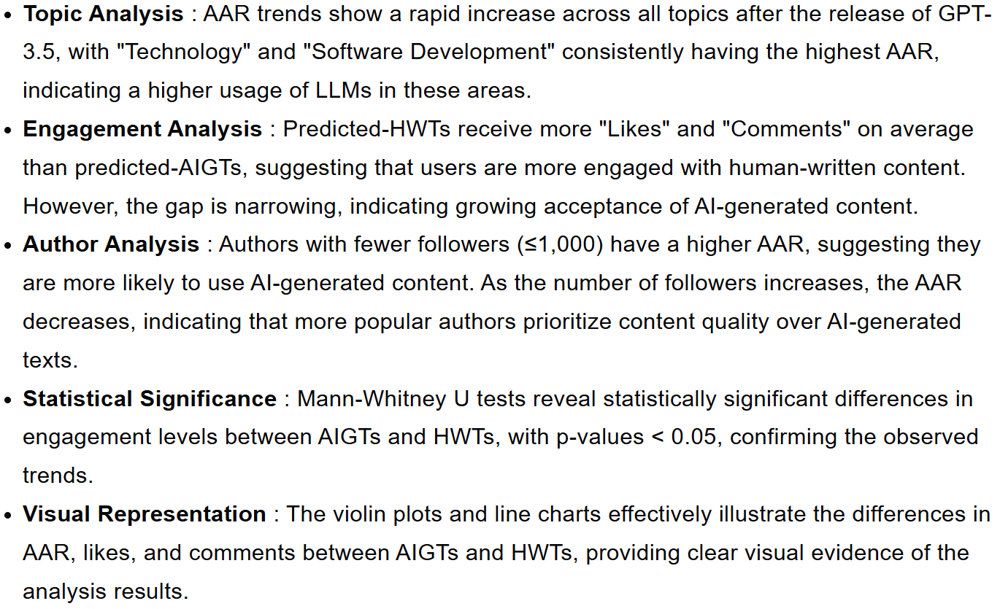 • Topic Analysis : AAR trends show a rapid increase across all topics after the release of GPT-
3.5, with "Technology" and "Software Development" consistently having the highest AAR,
indicating a higher usage of LLMs in these areas.
• Engagement Analysis : Predicted-HWTs receive more "Likes" and "Comments" on average
than predicted-AIGTs, suggesting that users are more engaged with human-written content.
However, the gap is narrowing, indicating growing acceptance of AI-generated content.
• Author Analysis : Authors with fewer followers (≤1,000) have a higher AAR, suggesting they
are more likely to use AI-generated content. As the number of followers increases, the AAR
decreases, indicating that more popular authors prioritize content quality over AI-generated
texts.
• Statistical Significance : Mann-Whitney U tests reveal statistically significant differences in
engagement levels between AIGTs and HWTs, with p-values < 0.05, confirming the observed
trends.
• Visual Representation : The violin plots and line charts effectively illustrate the differences in
AAR, likes, and comments between AIGTs and HWTs, providing clear visual evidence of the
analysis results.